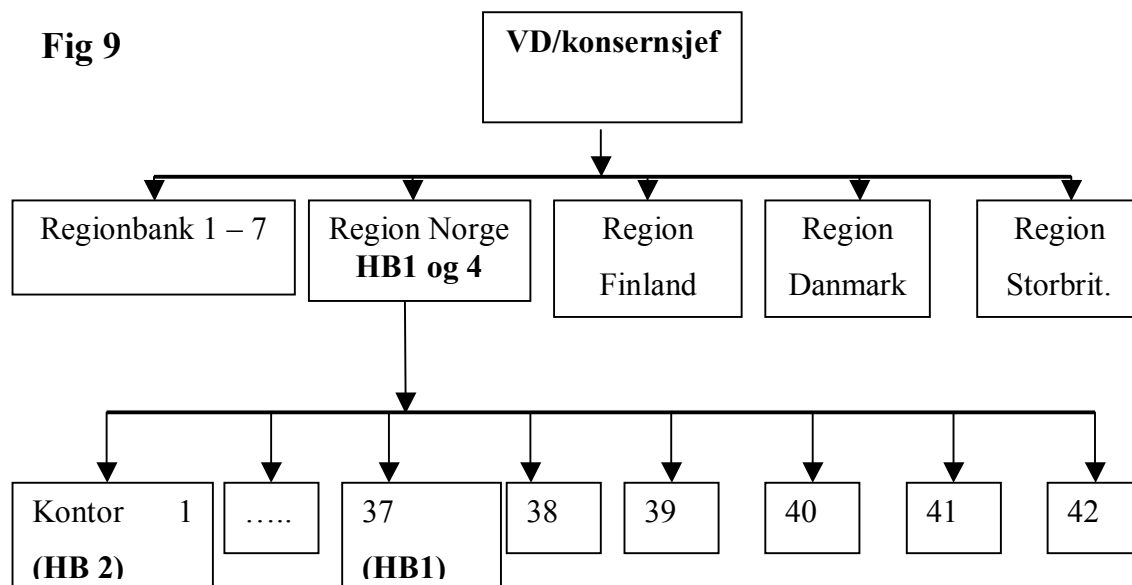 Fig 9
VD/konsernsjef
Regionbank 1 – 7
Region Norge
HB1 og 4
Region
Finland
Region
Danmark
Region
Storbrit.
Kontor 1
(HB 2)
…..
37
(HB1)
38
39
40
41
42